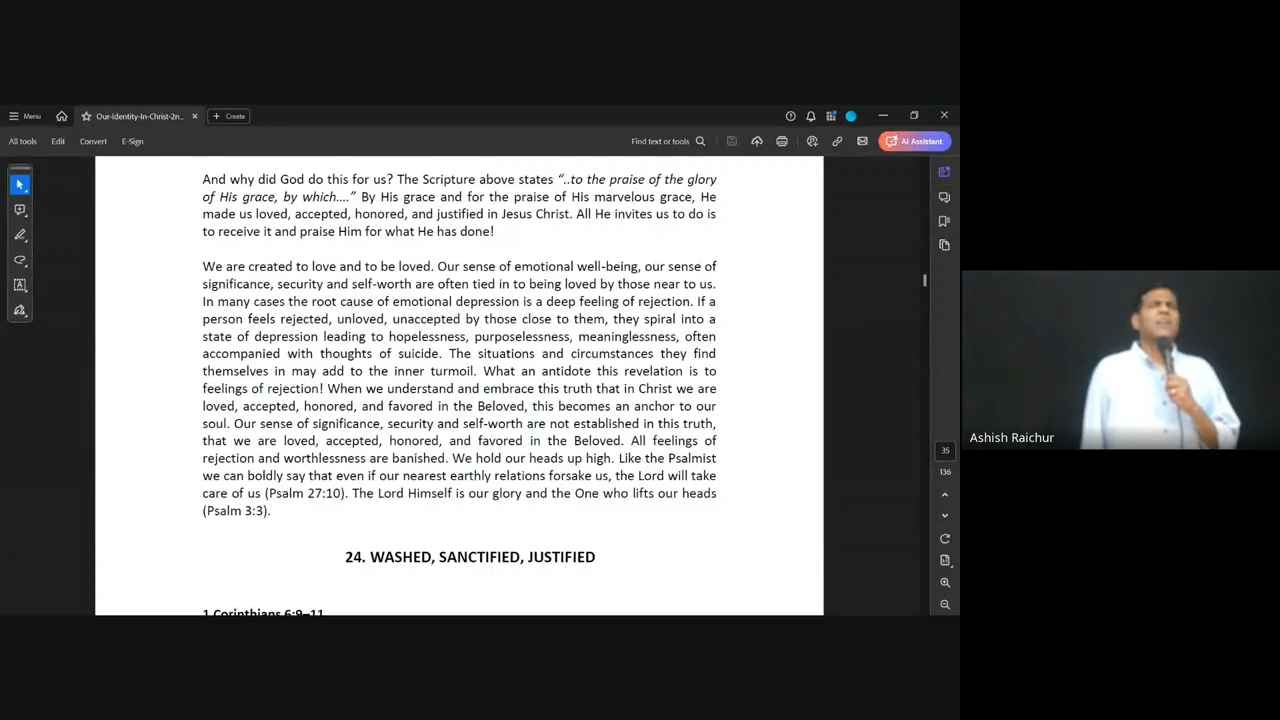 Menu
Our-Identity-In-Christ-2n...
Create
All tools
Edit
Convert
E-Sign
Find text or tools
AI Assistant
And why did God do this for us? The Scripture above states “..to the praise of the glory
of His grace, by which....” By His grace and for the praise of His marvelous grace, He
made us loved, accepted, honored, and justified in Jesus Christ. All He invites us to do is
to receive it and praise Him for what He has done!
We are created to love and to be loved. Our sense of emotional well-being, our sense of
significance, security and self-worth are often tied in to being loved by those near to us.
In many cases the root cause of emotional depression is a deep feeling of rejection. If a
person feels rejected, unloved, unaccepted by those close to them, they spiral into a
state of depression leading to hopelessness, purposelessness, meaninglessness, often
accompanied with thoughts of suicide. The situations and circumstances they find
themselves in may add to the inner turmoil. What an antidote this revelation is to
feelings of rejection! When we understand and embrace this truth that in Christ we are
loved, accepted, honored, and favored in the Beloved, this becomes an anchor to our
soul. Our sense of significance, security and self-worth are not established in this truth,
that we are loved, accepted, honored, and favored in the Beloved. All feelings of
rejection and worthlessness are banished. We hold our heads up high. Like the Psalmist
we can boldly say that even if our nearest earthly relations forsake us, the Lord will take
care of us (Psalm 27:10). The Lord Himself is our glory and the One who lifts our heads
(Psalm 3:3).
24. WASHED, SANCTIFIED, JUSTIFIED
1 Corinthians 6:9–11
35
136
Ashish Raichur